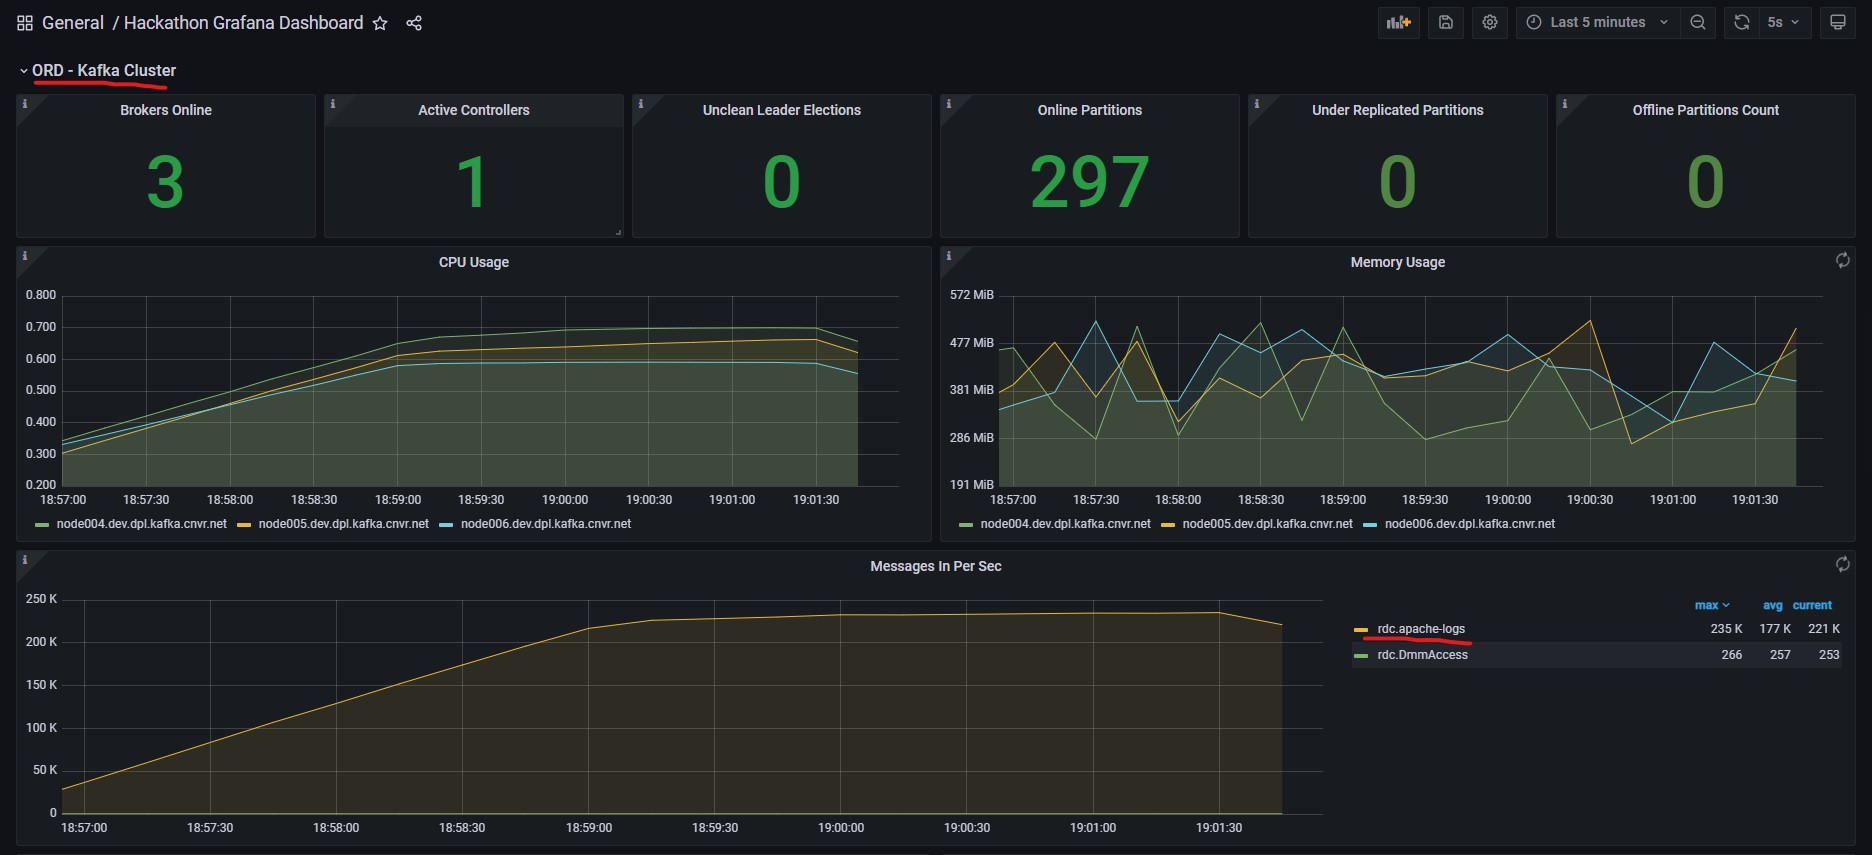 General / Hackathon Grafana Dashboard
Last 5 minutes
5s
ORD - Kafka Cluster
Brokers Online
3
Active Controllers
1
Unclean Leader Elections
0
Online Partitions
297
Under Replicated Partitions
0
Offline Partitions Count
0
CPU Usage
0.800
0.700
0.600
0.500
0.400
0.300
0.200
18:57:00 18:57:30 18:58:00 18:58:30 18:59:00 18:59:30 19:00:00 19:00:30 19:01:00 19:01:30
node004.dev.dpl.kafka.cnvr.net node005.dev.dpl.kafka.cnvr.net node006.dev.dpl.kafka.cnvr.net
Memory Usage
572 MiB
477 MiB
381 MiB
286 MiB
191 MiB
18:57:00 18:57:30 18:58:00 18:58:30 18:59:00 18:59:30 19:00:00 19:00:30 19:01:00 19:01:30
node004.dev.dpl.kafka.cnvr.net node005.dev.dpl.kafka.cnvr.net node006.dev.dpl.kafka.cnvr.net
Messages In Per Sec
250 K
200 K
150 K
100 K
50 K
0
18:57:00 18:57:30 18:58:00 18:58:30 18:59:00 18:59:30 19:00:00 19:00:30 19:01:00 19:01:30
max avg current
rdc.apache-logs 235 K 177 K 221 K
rdc.DmmAccess 266 257 253